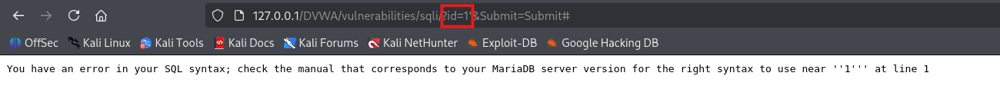 127.0.0.1/DVWA/vulnerabilities/sqli/?id=1'&Submit=Submit#
OffSec Kali Linux Kali Tools Kali Docs Kali Forums Kali NetHunter Exploit-DB Google Hacking DB
You have an error in your SQL syntax; check the manual that corresponds to your MariaDB server version for the right syntax to use near ''1''' at line 1